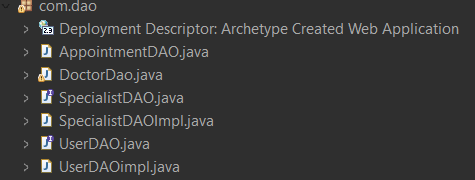 com.dao
Deployment Descriptor: Archetype Created Web Application
AppointmentDAO.java
DoctorDao.java
SpecialistDAO.java
SpecialistDAOImpl.java
UserDAO.java
UserDAOimpl.java